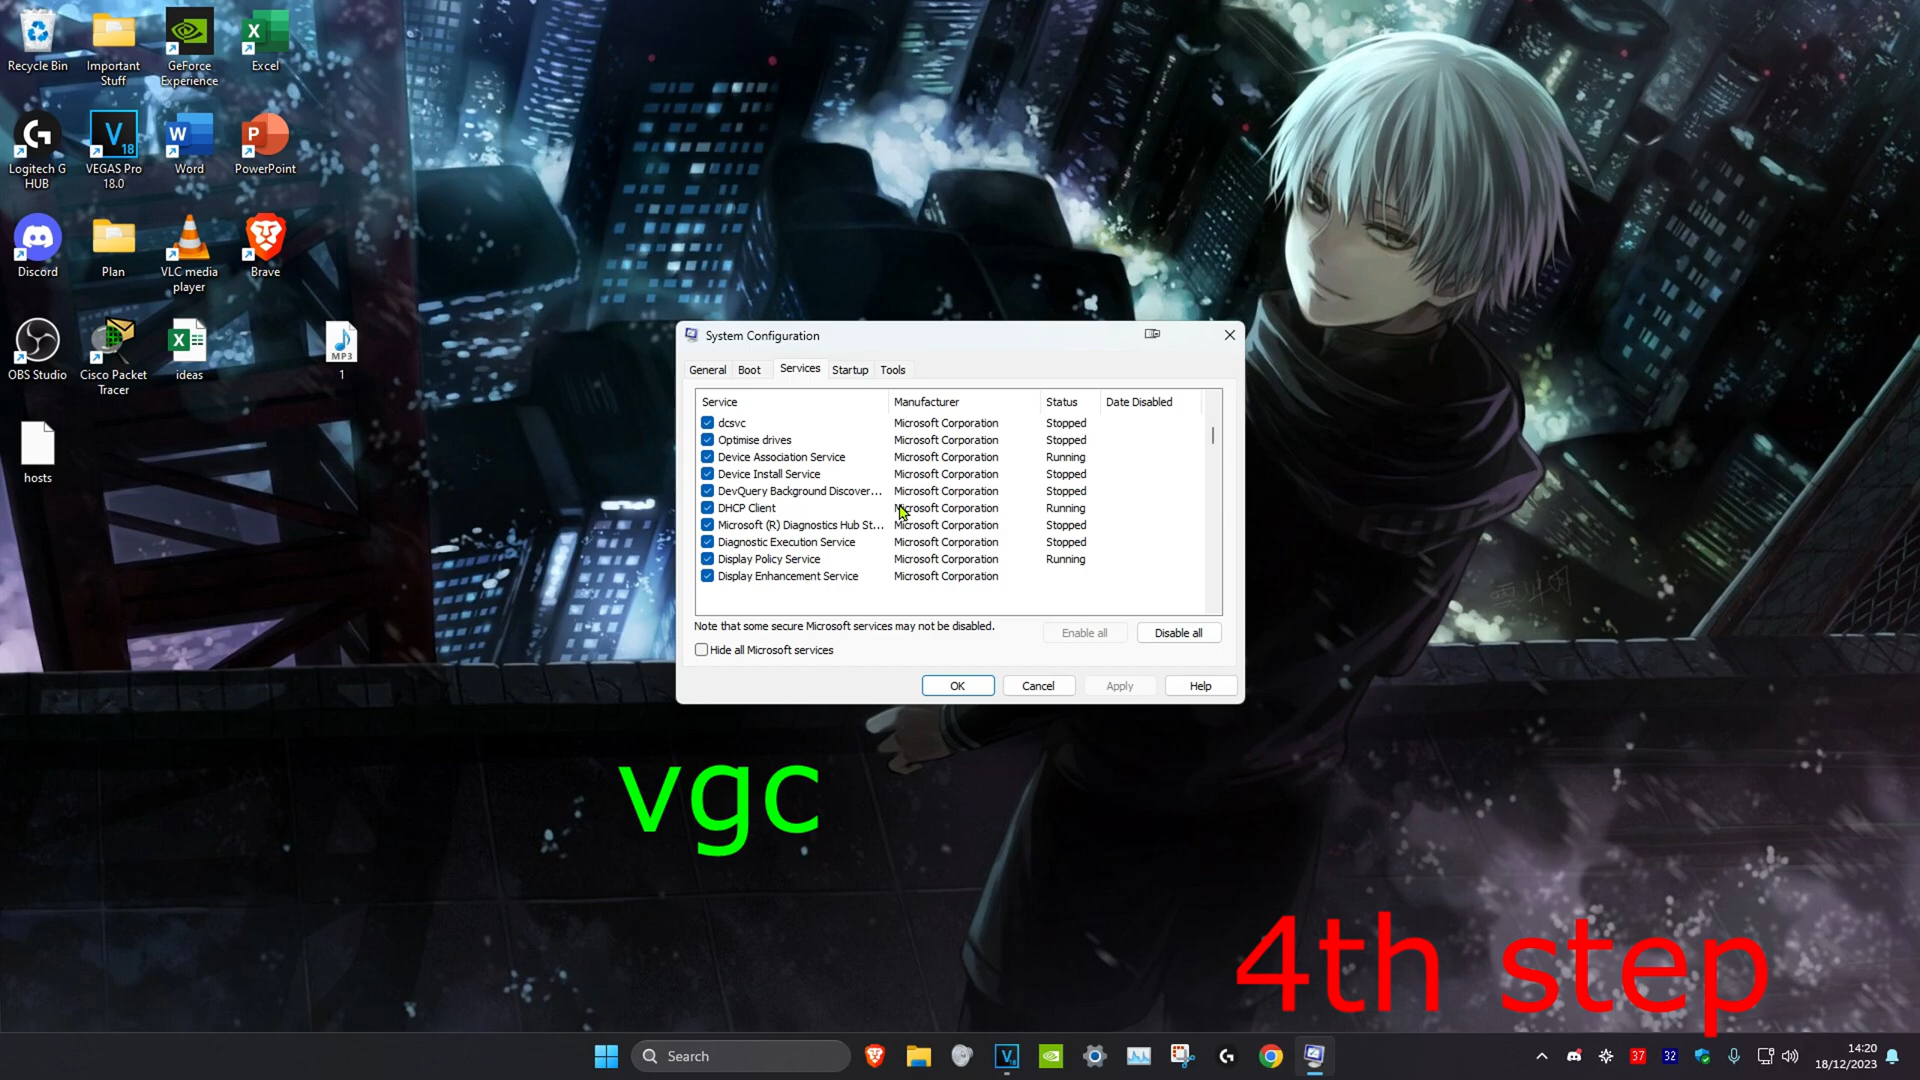 Recycle Bin
Important
Stuff
GeForce
Experience
Excel
Logitech G
HUB
VEGAS Pro
18.0
Word
PowerPoint
Discord
Plan
VLC media
player
Brave
OBS Studio
Cisco Packet
Tracer
ideas
MP3
1
hosts
System Configuration
General Boot Services Startup Tools
Service Manufacturer Status Date Disabled
dcsvc Microsoft Corporation Stopped
Optimise drives Microsoft Corporation Stopped
Device Association Service Microsoft Corporation Running
Device Install Service Microsoft Corporation Stopped
DevQuery Background Discover... Microsoft Corporation Stopped
DHCP Client Microsoft Corporation Running
Microsoft (R) Diagnostics Hub St... Microsoft Corporation Stopped
Diagnostic Execution Service Microsoft Corporation Stopped
Display Policy Service Microsoft Corporation Running
Display Enhancement Service Microsoft Corporation
Note that some secure Microsoft services may not be disabled.
Enable all Disable all
Hide all Microsoft services
OK Cancel Apply Help
vgc
4th step
Search
37 32
14:20
18/12/2023